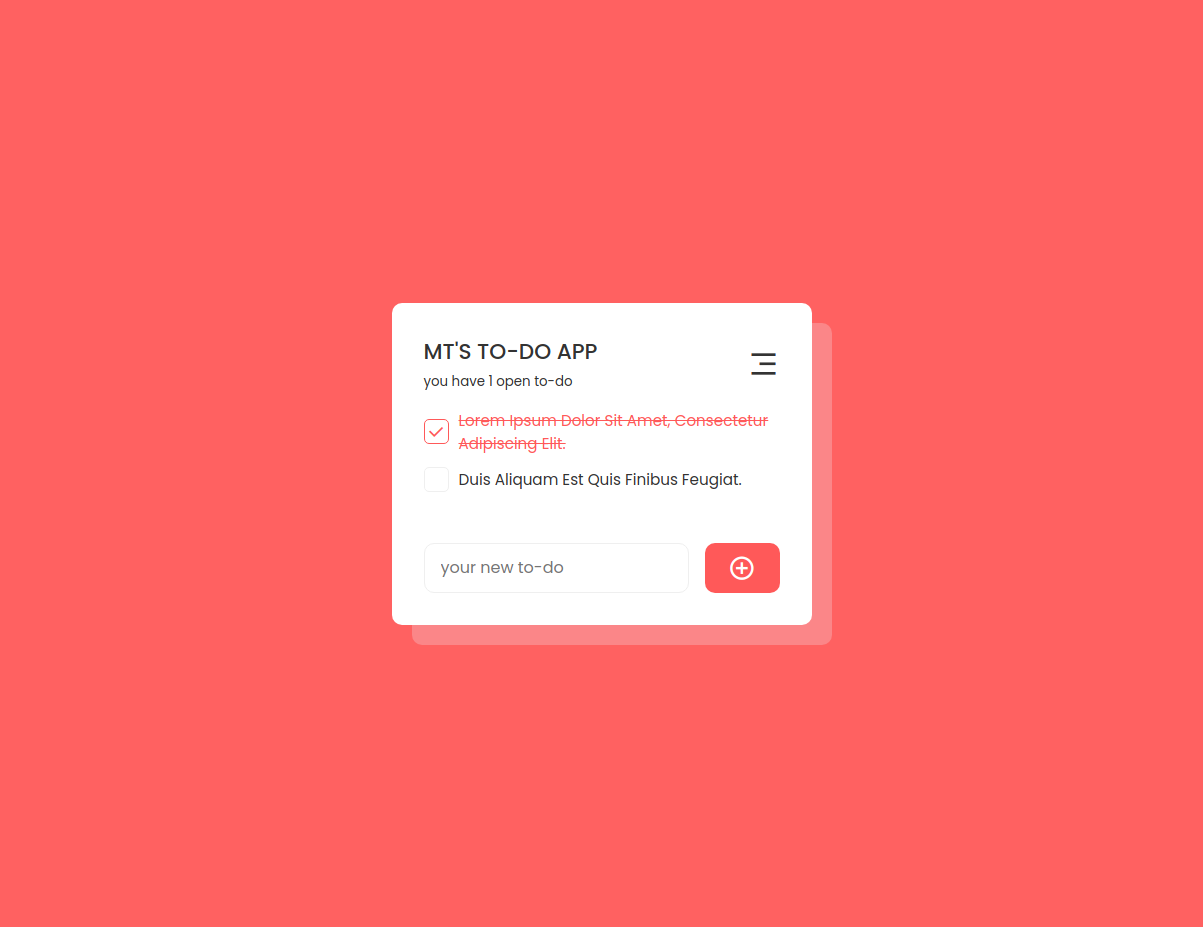 MT'S TO-DO APP
you have 1 open to-do
Lorem Ipsum Dolor Sit Amet, Consectetur
Adipiscing Elit.
Duis Aliquam Est Quis Finibus Feugiat.
your new to-do